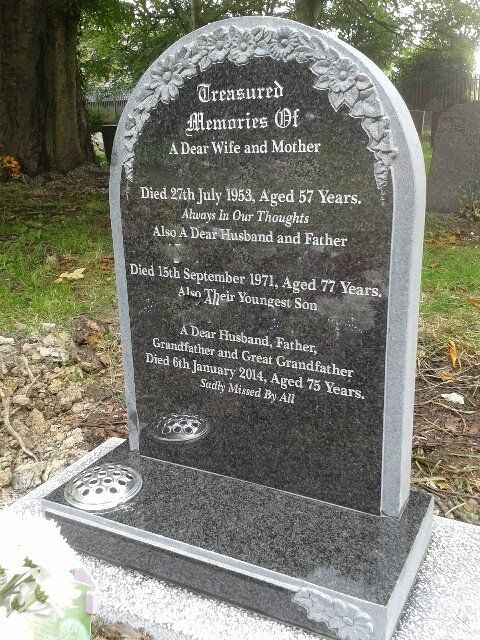 Treasured
Memories Of
A Dear Wife and Mother
Died 27th July 1953, Aged 57 Years.
Always In Our Thoughts
Also A Dear Husband and Father
Died 15th September 1971, Aged 77 Years.
Also Their Youngest Son
A Dear Husband, Father,
Grandfather and Great Grandfather
Died 6th January 2014, Aged 75 Years.
Sadly Missed By All